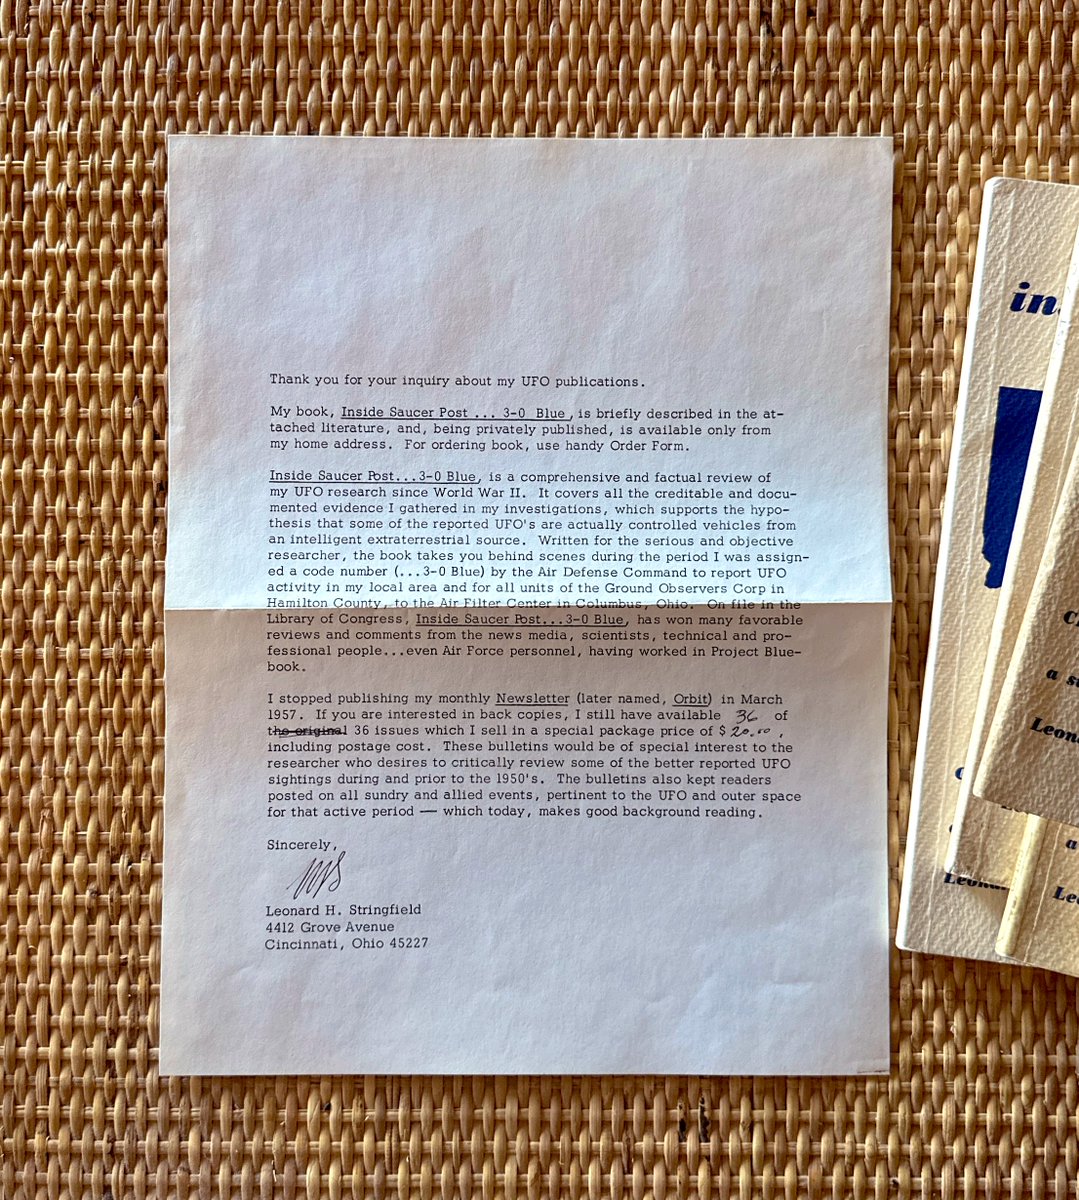 Thank you for your inquiry about my UFO publications.
My book, Inside Saucer Post ... 3-0 Blue, is briefly described in the at-
tached literature, and, being privately published, is available only from
my home address. For ordering book, use handy Order Form.
Inside Saucer Post...3-0 Blue, is a comprehensive and factual review of
my UFO research since World War II. It covers all the creditable and docu-
mented evidence I gathered in my investigations, which supports the hypo-
thesis that some of the reported UFO's are actually controlled vehicles from
an intelligent extraterrestrial source. Written for the serious and objective
researcher, the book takes you behind scenes during the period I was assign-
ed a code number (...3-0 Blue) by the Air Defense Command to report UFO
activity in my local area and for all units of the Ground Observers Corp in
Hamilton County, to the Air Filter Center in Columbus, Ohio. On file in the
Library of Congress, Inside Saucer Post...3-0 Blue, has won many favorable
reviews and comments from the news media, scientists, technical and pro-
fessional people...even Air Force personnel, having worked in Project Blue-
book.
I stopped publishing my monthly Newsletter (later named, Orbit) in March
1957. If you are interested in back copies, I still have available 36 of
the original 36 issues which I sell in a special package price of $20.00,
including postage cost. These bulletins would be of special interest to the
researcher who desires to critically review some of the better reported UFO
sightings during and prior to the 1950's. The bulletins also kept readers
posted on all sundry and allied events, pertinent to the UFO and outer space
for that active period — which today, makes good background reading.
Sincerely,
Leonard H. Stringfield
4412 Grove Avenue
Cincinnati, Ohio 45227
in
a su
Leon
a
Le